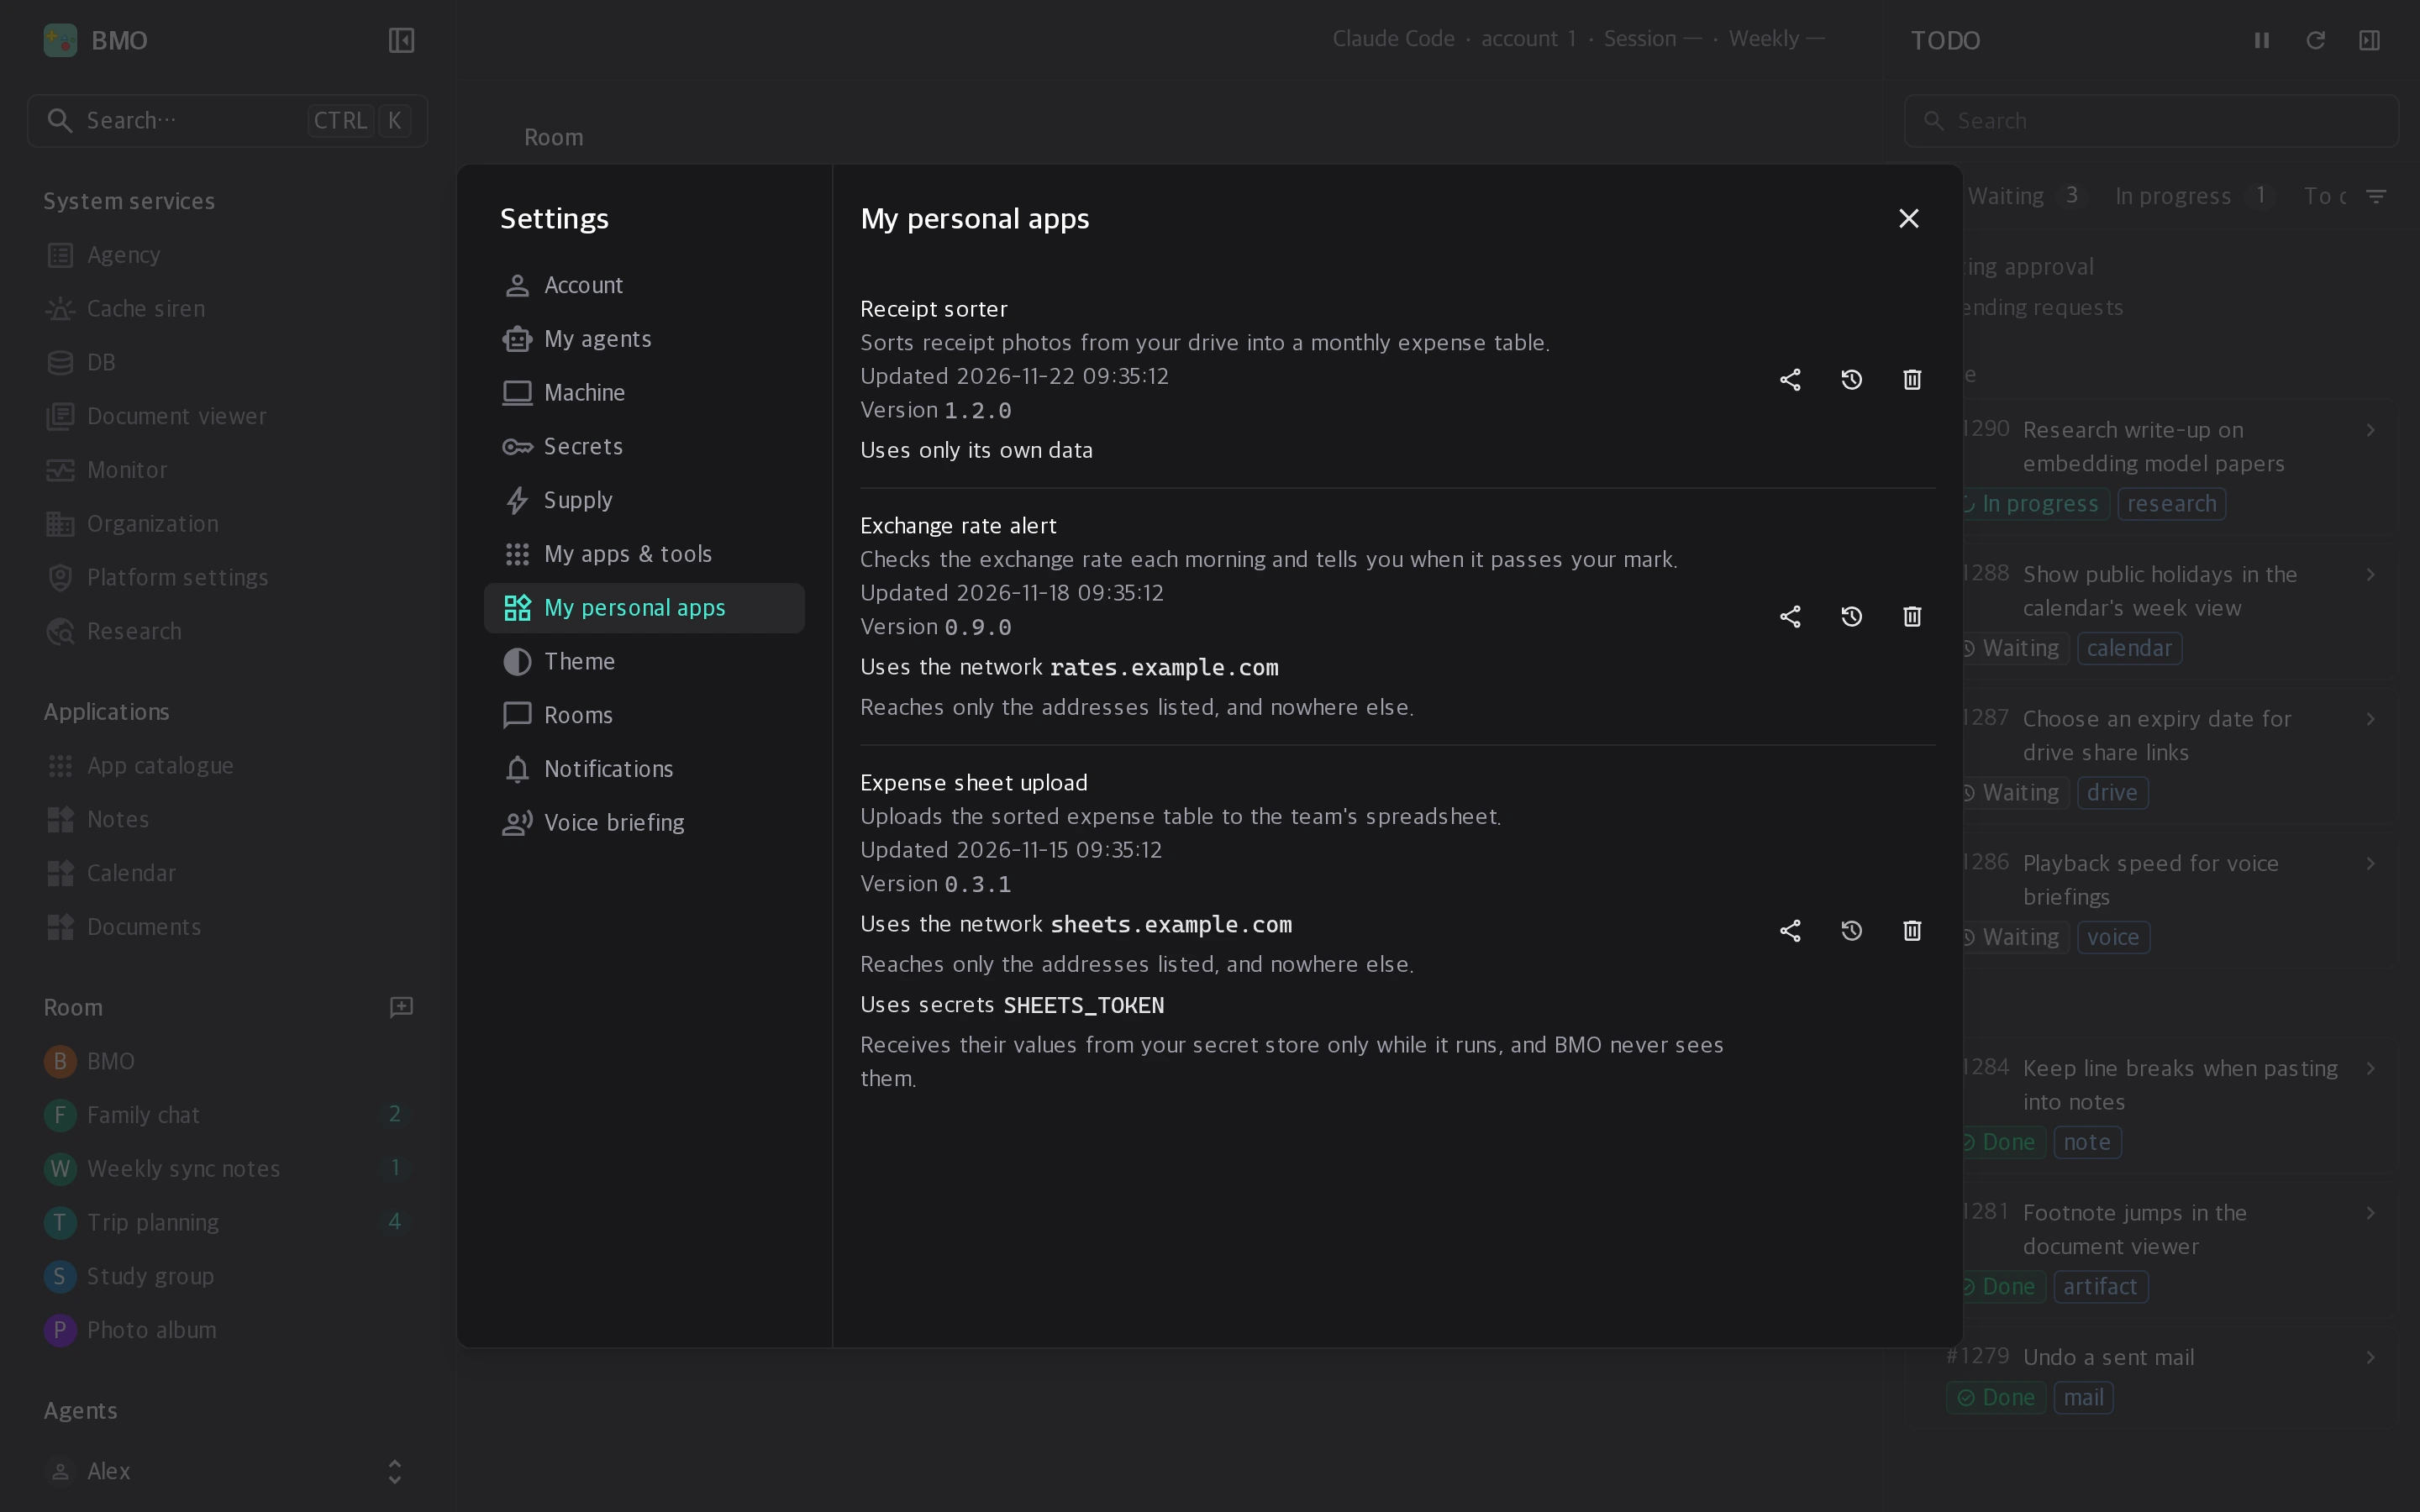 BMO
Search…
CTRL K
System services
Agency
Cache siren
DB
Document viewer
Monitor
Organization
Platform settings
Research
Applications
App catalogue
Notes
Calendar
Documents
Room
B BMO
F Family chat 2
W Weekly sync notes 1
T Trip planning 4
S Study group
P Photo album
Agents
Alex
Claude Code · account 1 · Session — · Weekly —
Room
Settings
Account
My agents
Machine
Secrets
Supply
My apps & tools
My personal apps
Theme
Rooms
Notifications
Voice briefing
My personal apps
Receipt sorter
Sorts receipt photos from your drive into a monthly expense table.
Updated 2026-11-22 09:35:12
Version 1.2.0
Uses only its own data
Exchange rate alert
Checks the exchange rate each morning and tells you when it passes your mark.
Updated 2026-11-18 09:35:12
Version 0.9.0
Uses the network rates.example.com
Reaches only the addresses listed, and nowhere else.
Expense sheet upload
Uploads the sorted expense table to the team's spreadsheet.
Updated 2026-11-15 09:35:12
Version 0.3.1
Uses the network sheets.example.com
Reaches only the addresses listed, and nowhere else.
Uses secrets SHEETS_TOKEN
Receives their values from your secret store only while it runs, and BMO never sees
them.
TODO
Search
Waiting 3 In progress 1 To
approval
requests
1290 Research write-up on
embedding model papers
In progress research
1288 Show public holidays in the
calendar's week view
Waiting calendar
1287 Choose an expiry date for
drive share links
Waiting drive
1286 Playback speed for voice
briefings
Waiting voice
1284 Keep line breaks when pasting
into notes
Done note
1281 Footnote jumps in the
document viewer
Done artifact
#1279 Undo a sent mail
Done mail